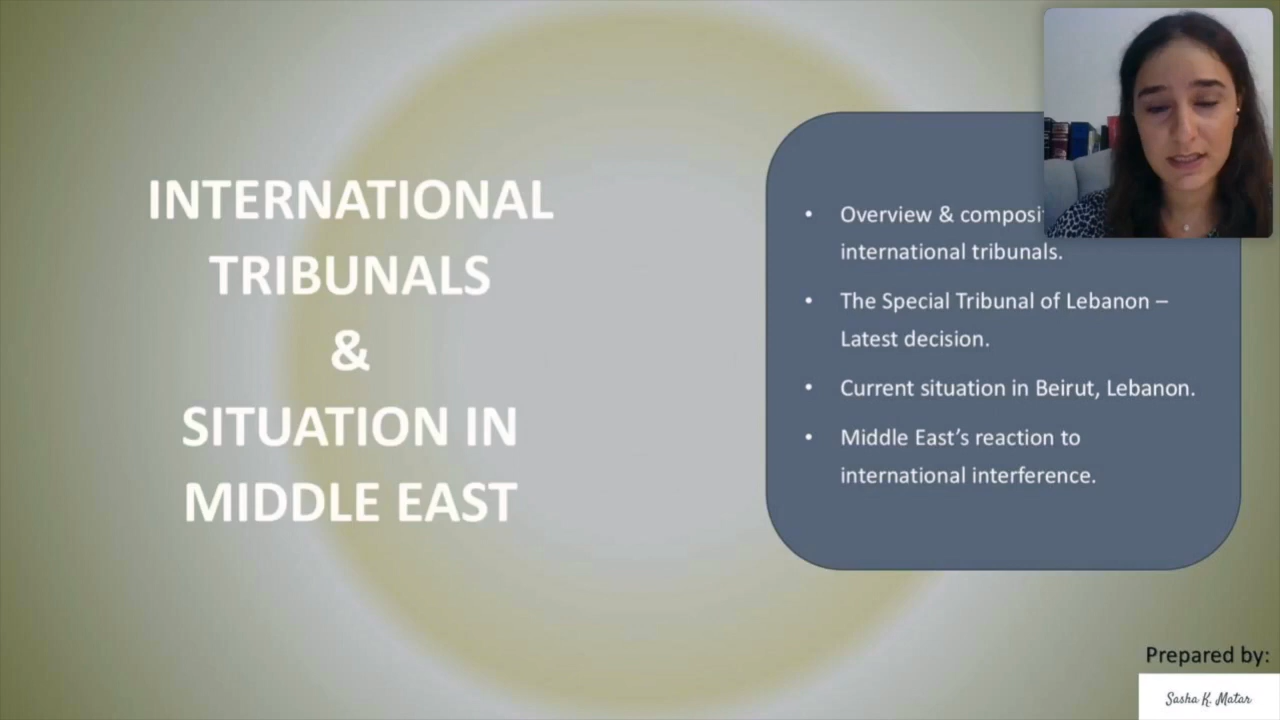 INTERNATIONAL
TRIBUNALS
&
SITUATION IN
MIDDLE EAST
• Overview & composi
international tribunals.
• The Special Tribunal of Lebanon –
Latest decision.
• Current situation in Beirut, Lebanon.
• Middle East’s reaction to
international interference.
Prepared by:
Sasha K. Matar